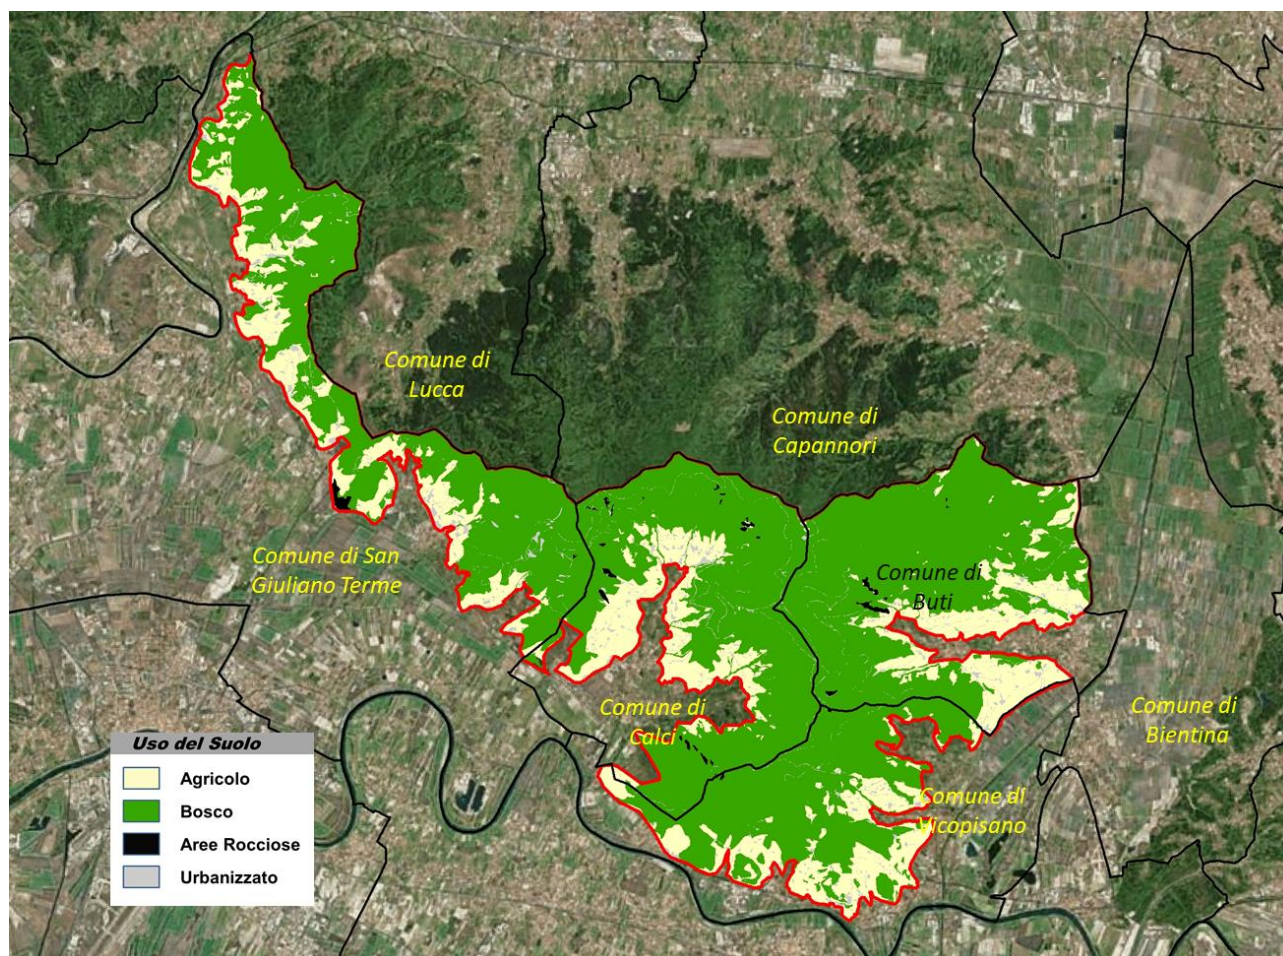 Comune di
Lucca
Comune di
Capannori
Comune di San
Giuliano Terme
Comune di
Buti
Comune di
Calci
Comune di
Bientina
Comune di
Vicopisano
Uso del Suolo
Agricolo
Bosco
Aree Rocciose
Urbanizzato